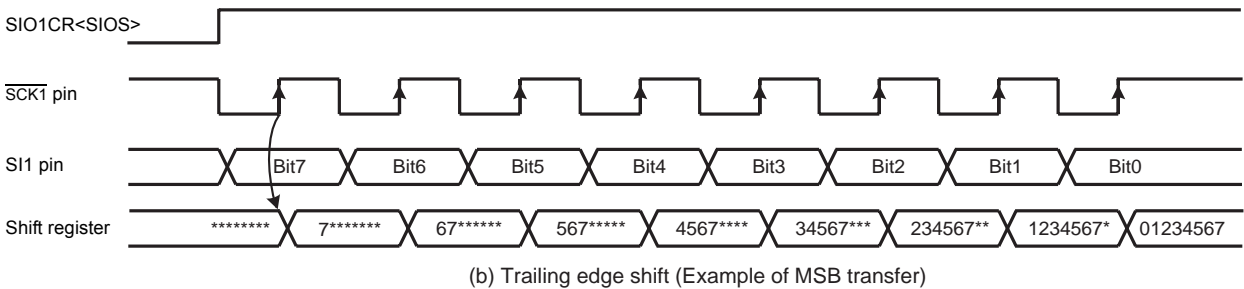 SIO1CR<SIOS>
SCK1 pin
SI1 pin Bit7 Bit6 Bit5 Bit4 Bit3 Bit2 Bit1 Bit0
Shift register ******** 7******* 67****** 567***** 4567**** 34567*** 234567** 1234567* 01234567
(b) Trailing edge shift (Example of MSB transfer)